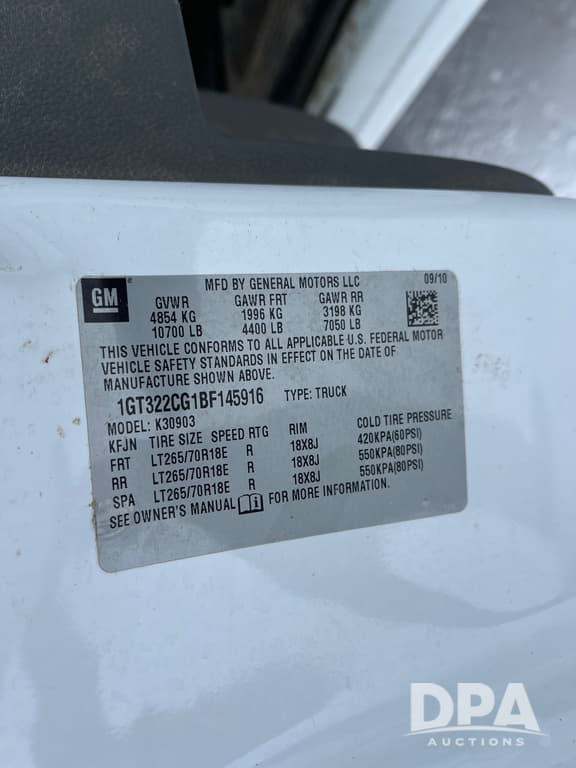 GM
MFD BY GENERAL MOTORS LLC 09/10
GVWR GAWR FRT GAWR RR
4854 KG 1996 KG 3198 KG
10700 LB 4400 LB 7050 LB
THIS VEHICLE CONFORMS TO ALL APPLICABLE U.S. FEDERAL MOTOR
VEHICLE SAFETY STANDARDS IN EFFECT ON THE DATE OF
MANUFACTURE SHOWN ABOVE.
1GT322CG1BF145916 TYPE: TRUCK
MODEL: K30903
KFJN TIRE SIZE SPEED RTG RIM COLD TIRE PRESSURE
FRT LT265/70R18E R 18X8J 420KPA(60PSI)
RR LT265/70R18E R 18X8J 550KPA(80PSI)
SPA LT265/70R18E R 18X8J 550KPA(80PSI)
SEE OWNER'S MANUAL FOR MORE INFORMATION.
DPA
AUCTIONS